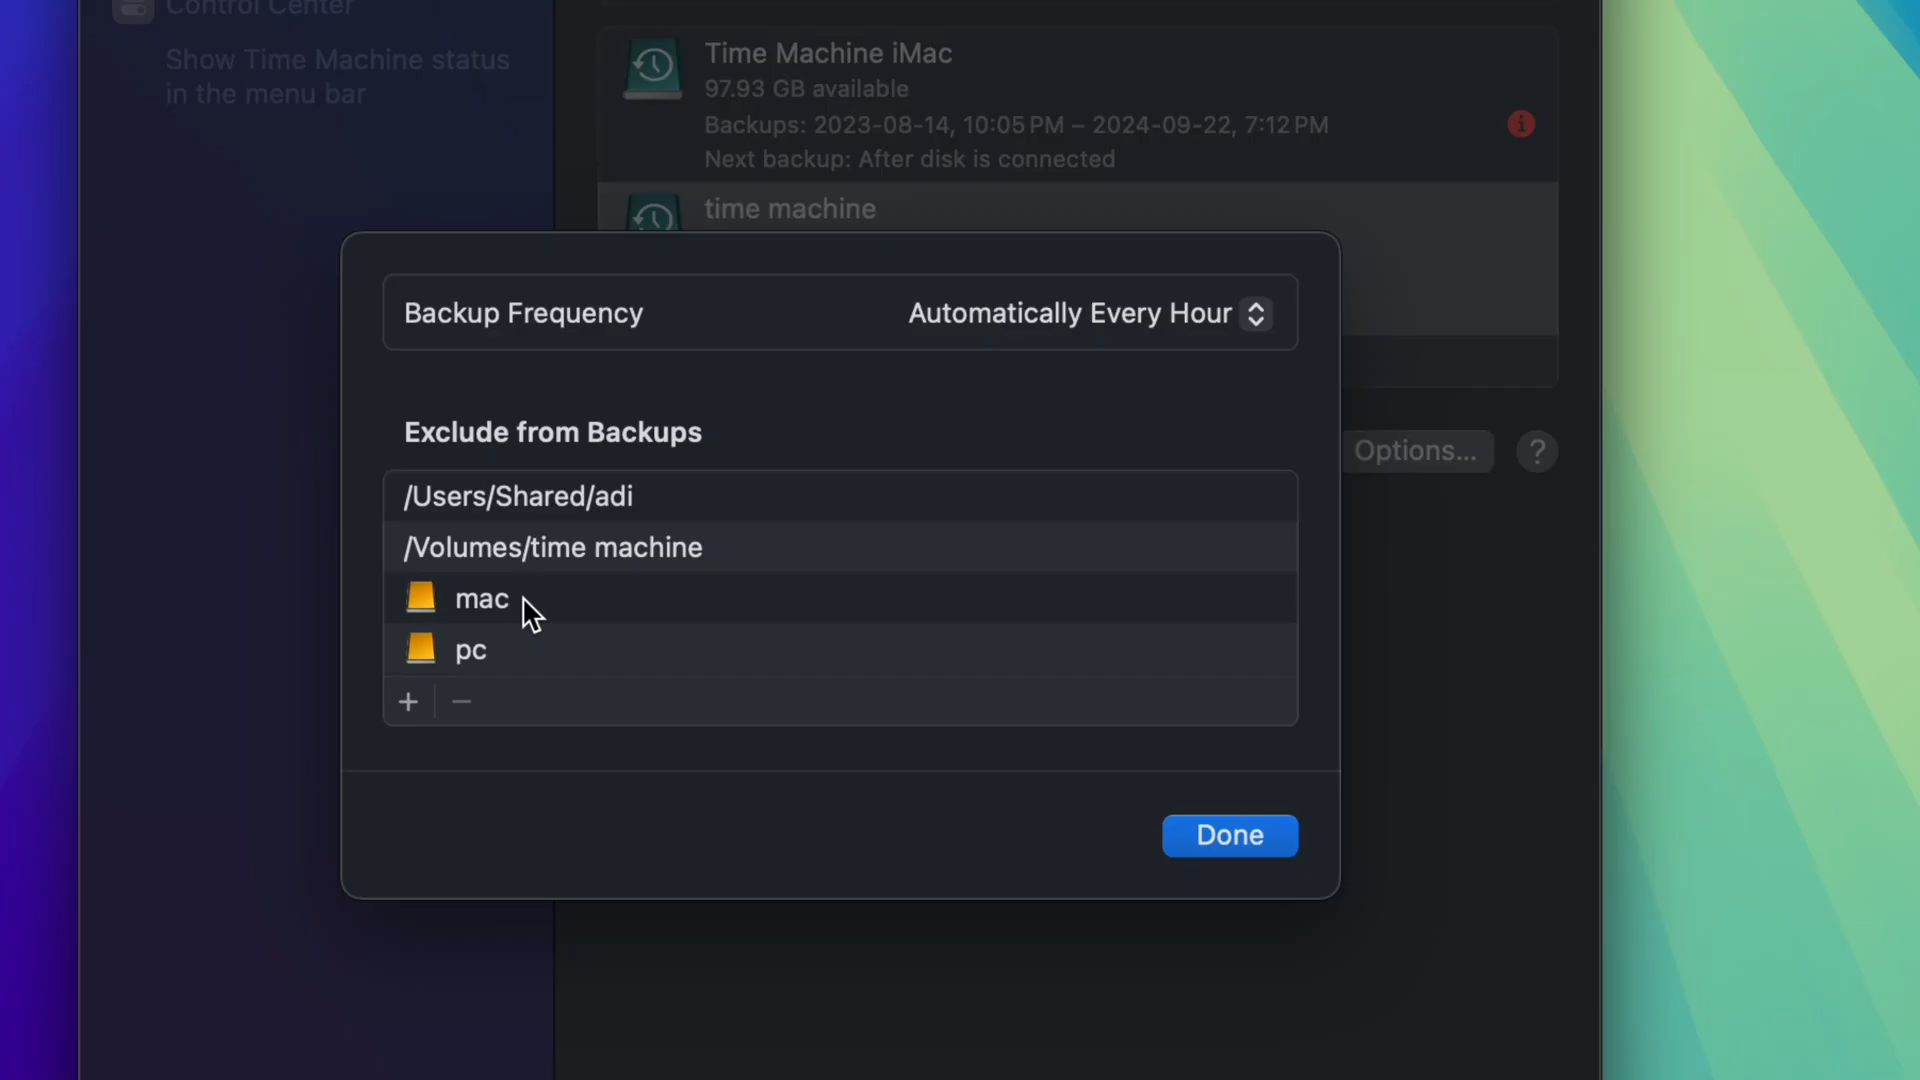 Control Center
Show Time Machine status
in the menu bar
Time Machine iMac
97.93 GB available
Backups: 2023-08-14, 10:05 PM – 2024-09-22, 7:12 PM
Next backup: After disk is connected
time machine
Backup Frequency
Automatically Every Hour
Exclude from Backups
Options...
?
/Users/Shared/adi
/Volumes/time machine
mac
pc
+
−
Done